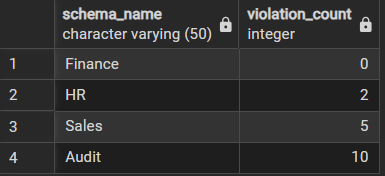 schema_name violation_count
character varying (50) integer
1 Finance 0
2 HR 2
3 Sales 5
4 Audit 10